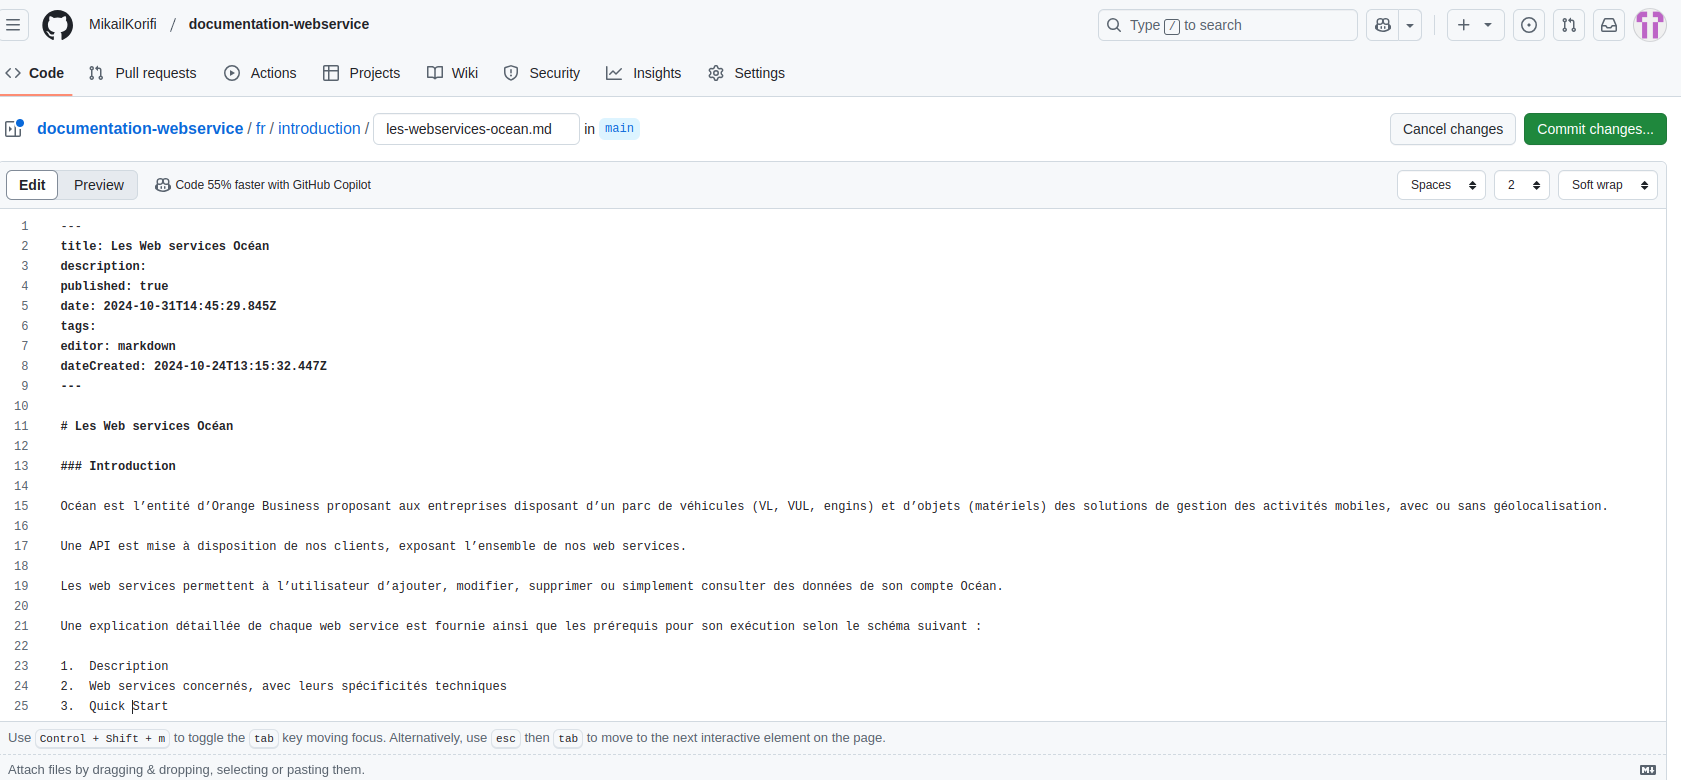 MikailKorifi / documentation-webservice
Type / to search
Code Pull requests Actions Projects Wiki Security Insights Settings
documentation-webservice / fr / introduction / les-webservices-ocean.md in main
Cancel changes Commit changes...
Edit Preview Code 55% faster with GitHub Copilot
Spaces 2 Soft wrap
1 ---
2 title: Les Web services Océan
3 description:
4 published: true
5 date: 2024-10-31T14:45:29.845Z
6 tags:
7 editor: markdown
8 dateCreated: 2024-10-24T13:15:32.447Z
9 ---
10
11 # Les Web services Océan
12
13 ### Introduction
14
15 Océan est l’entité d’Orange Business proposant aux entreprises disposant d’un parc de véhicules (VL, VUL, engins) et d’objets (matériels) des solutions de gestion des activités mobiles, avec ou sans géolocalisation.
16
17 Une API est mise à disposition de nos clients, exposant l’ensemble de nos web services.
18
19 Les web services permettent à l’utilisateur d’ajouter, modifier, supprimer ou simplement consulter des données de son compte Océan.
20
21 Une explication détaillée de chaque web service est fournie ainsi que les prérequis pour son exécution selon le schéma suivant :
22
23 1. Description
24 2. Web services concernés, avec leurs spécificités techniques
25 3. Quick Start
Use Control + Shift + m to toggle the tab key moving focus. Alternatively, use esc then tab to move to the next interactive element on the page.
Attach files by dragging & dropping, selecting or pasting them.